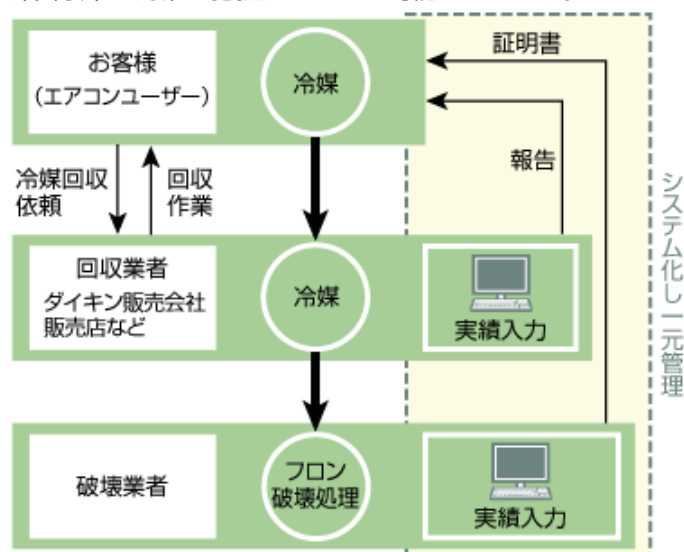 お客様
（エアコンユーザー）
冷媒
証明書
報告
冷媒回収
依頼
回収
作業
回収業者
ダイキン販売会社
販売店など
冷媒
実績入力
システム化し一元管理
破壊業者
フロン
破壊処理
実績入力